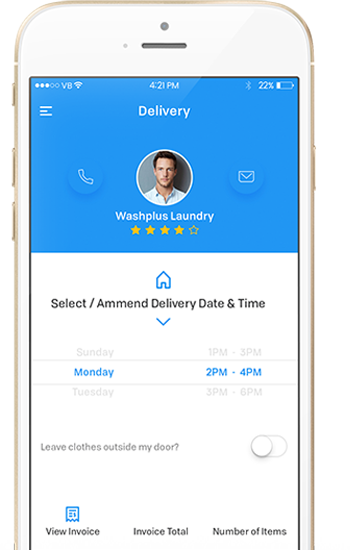 VB 4:21 PM 22%
Delivery
Washplus Laundry
Select / Ammend Delivery Date & Time
Sunday 1PM - 3PM
Monday 2PM - 4PM
Tuesday 3PM - 6PM
Leave clothes outside my door?
View Invoice Invoice Total Number of Items